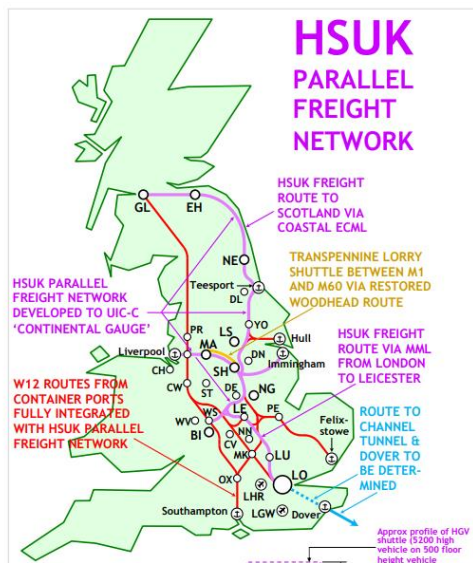 HSUK
PARALLEL
FREIGHT
NETWORK
GL
EH
HSUK FREIGHT
ROUTE TO
SCOTLAND VIA
COASTAL ECML
NE
TRANSPENNINE LORRY
SHUTTLE BETWEEN M1
AND M60 VIA RESTORED
WOODHEAD ROUTE
Teesport
DL
HSUK PARALLEL
FREIGHT NETWORK
DEVELOPED TO UIC-C
‘CONTINENTAL GAUGE’
PR
LS
YO
Hull
Liverpool
MA
DN
Immingham
HSUK FREIGHT
ROUTE VIA MML
FROM LONDON
TO LEICESTER
CH
SH
CW
ST
DE
NG
W12 ROUTES FROM
CONTAINER PORTS
FULLY INTEGRATED
WITH HSUK PARALLEL
FREIGHT NETWORK
WS
LE
PE
WV
BI
CV
NN
Felix-
stowe
MK
LU
ROUTE TO
CHANNEL
TUNNEL &
DOVER TO
BE DETER-
MINED
OX
LO
LHR
Southampton
LGW
Dover
Approx profile of HGV
shuttle (5200 high
vehicle on 500 floor
height vehicle